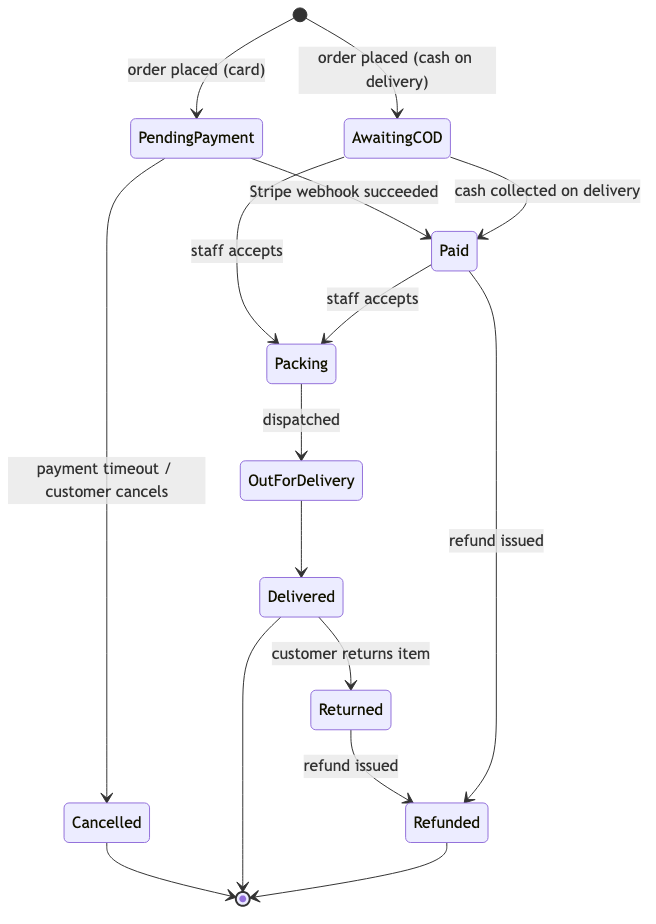 order placed (card)
order placed (cash on
delivery)
PendingPayment
AwaitingCOD
Stripe webhook succeeded
cash collected on delivery
staff accepts
Paid
staff accepts
Packing
dispatched
payment timeout /
customer cancels
OutForDelivery
refund issued
Delivered
customer returns item
Returned
refund issued
Cancelled
Refunded